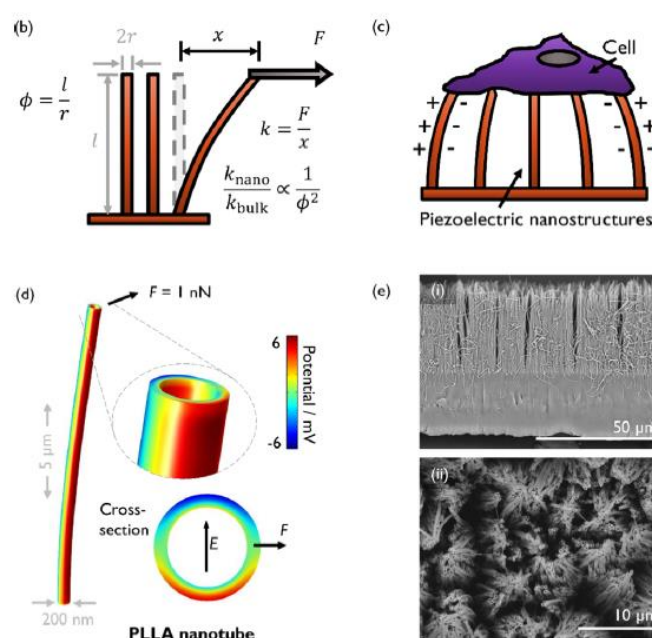 (b)
2r
x
F
ϕ = l/r
l
k = F/x
k_nano/k_bulk ∝ 1/ϕ²
(c)
Cell
+ - - +
+ - - +
+ - - +
Piezoelectric nanostructures
(d)
F = 1 nN
6
Potential / mV
-6
5 μm
Cross-
section
E
F
200 nm
PLLA nanotube
(e)
(i)
50 μm
(ii)
10 μm